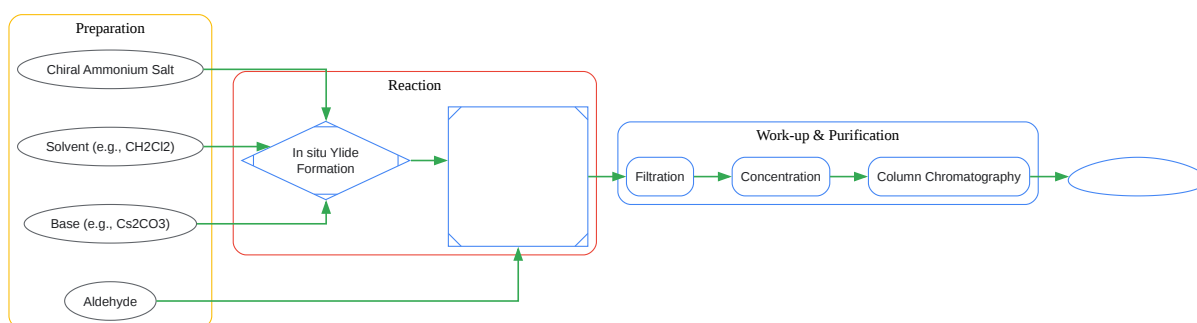 Preparation
Chiral Ammonium Salt
Solvent (e.g., CH2Cl2)
Base (e.g., Cs2CO3)
Aldehyde
Reaction
In situ Ylide
Formation
Work-up & Purification
Filtration
Concentration
Column Chromatography